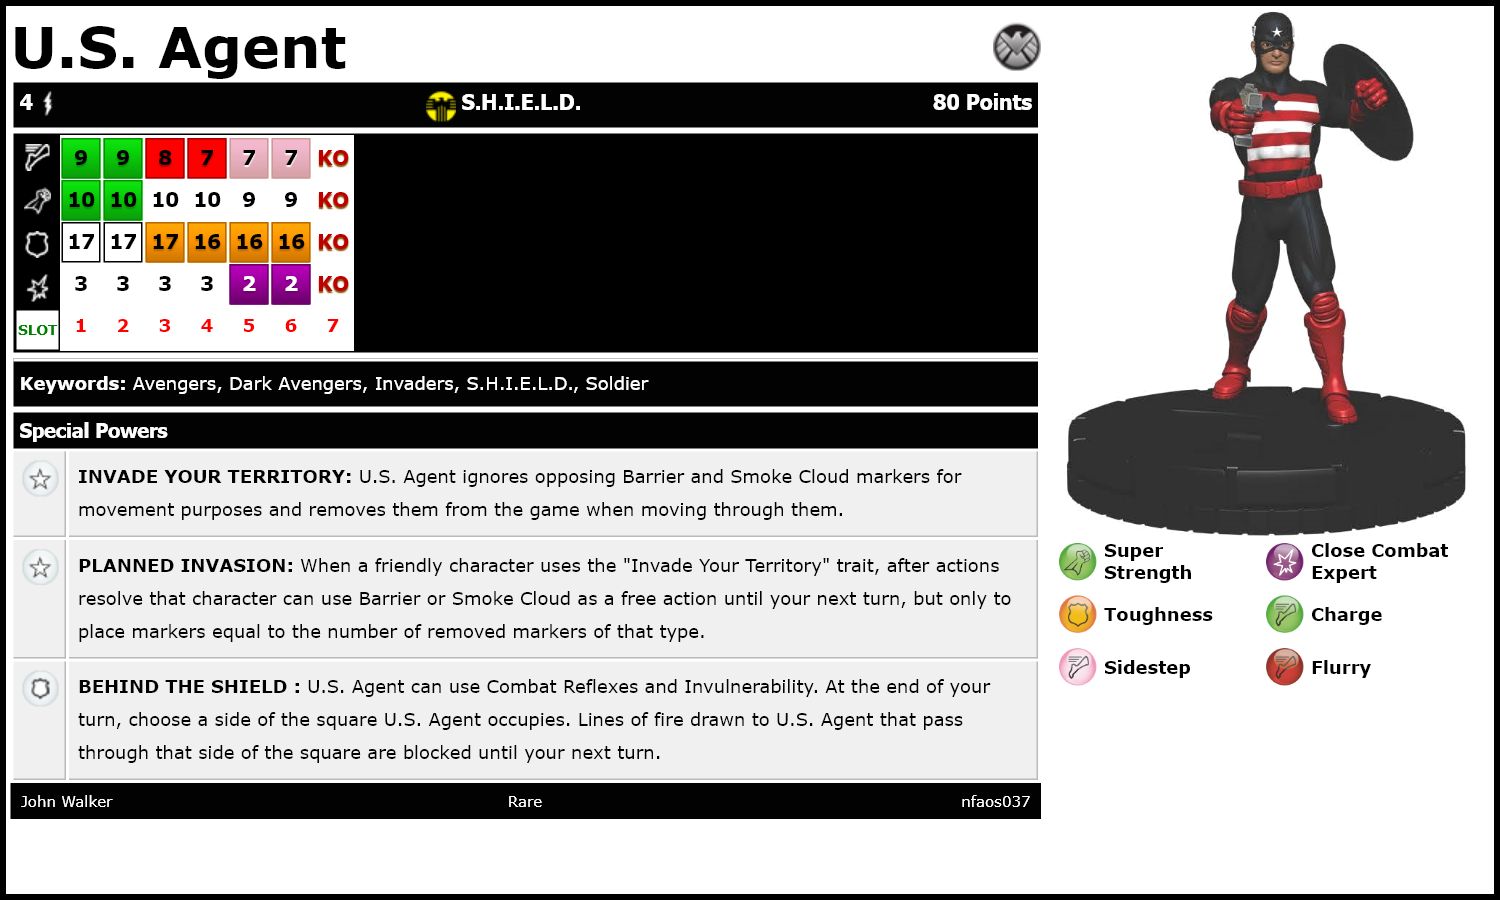 U.S. Agent
4 S.H.I.E.L.D. 80 Points
9 9 8 7 7 7 KO
10 10 10 10 9 9 KO
17 17 17 16 16 16 KO
3 3 3 3 2 2 KO
SLOT 1 2 3 4 5 6 7
Keywords: Avengers, Dark Avengers, Invaders, S.H.I.E.L.D., Soldier
Special Powers
INVADE YOUR TERRITORY: U.S. Agent ignores opposing Barrier and Smoke Cloud markers for
movement purposes and removes them from the game when moving through them.
PLANNED INVASION: When a friendly character uses the "Invade Your Territory" trait, after actions
resolve that character can use Barrier or Smoke Cloud as a free action until your next turn, but only to
place markers equal to the number of removed markers of that type.
BEHIND THE SHIELD : U.S. Agent can use Combat Reflexes and Invulnerability. At the end of your
turn, choose a side of the square U.S. Agent occupies. Lines of fire drawn to U.S. Agent that pass
through that side of the square are blocked until your next turn.
John Walker Rare nfaos037
Super
Strength
Close Combat
Expert
Toughness
Charge
Sidestep
Flurry